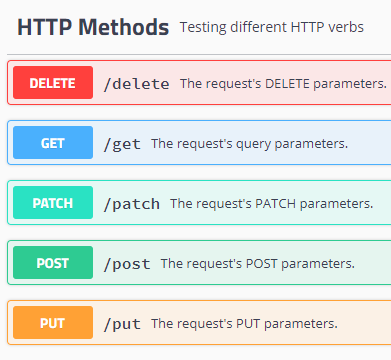 HTTP Methods Testing different HTTP verbs
DELETE /delete The request's DELETE parameters.
GET /get The request's query parameters.
PATCH /patch The request's PATCH parameters.
POST /post The request's POST parameters.
PUT /put The request's PUT parameters.